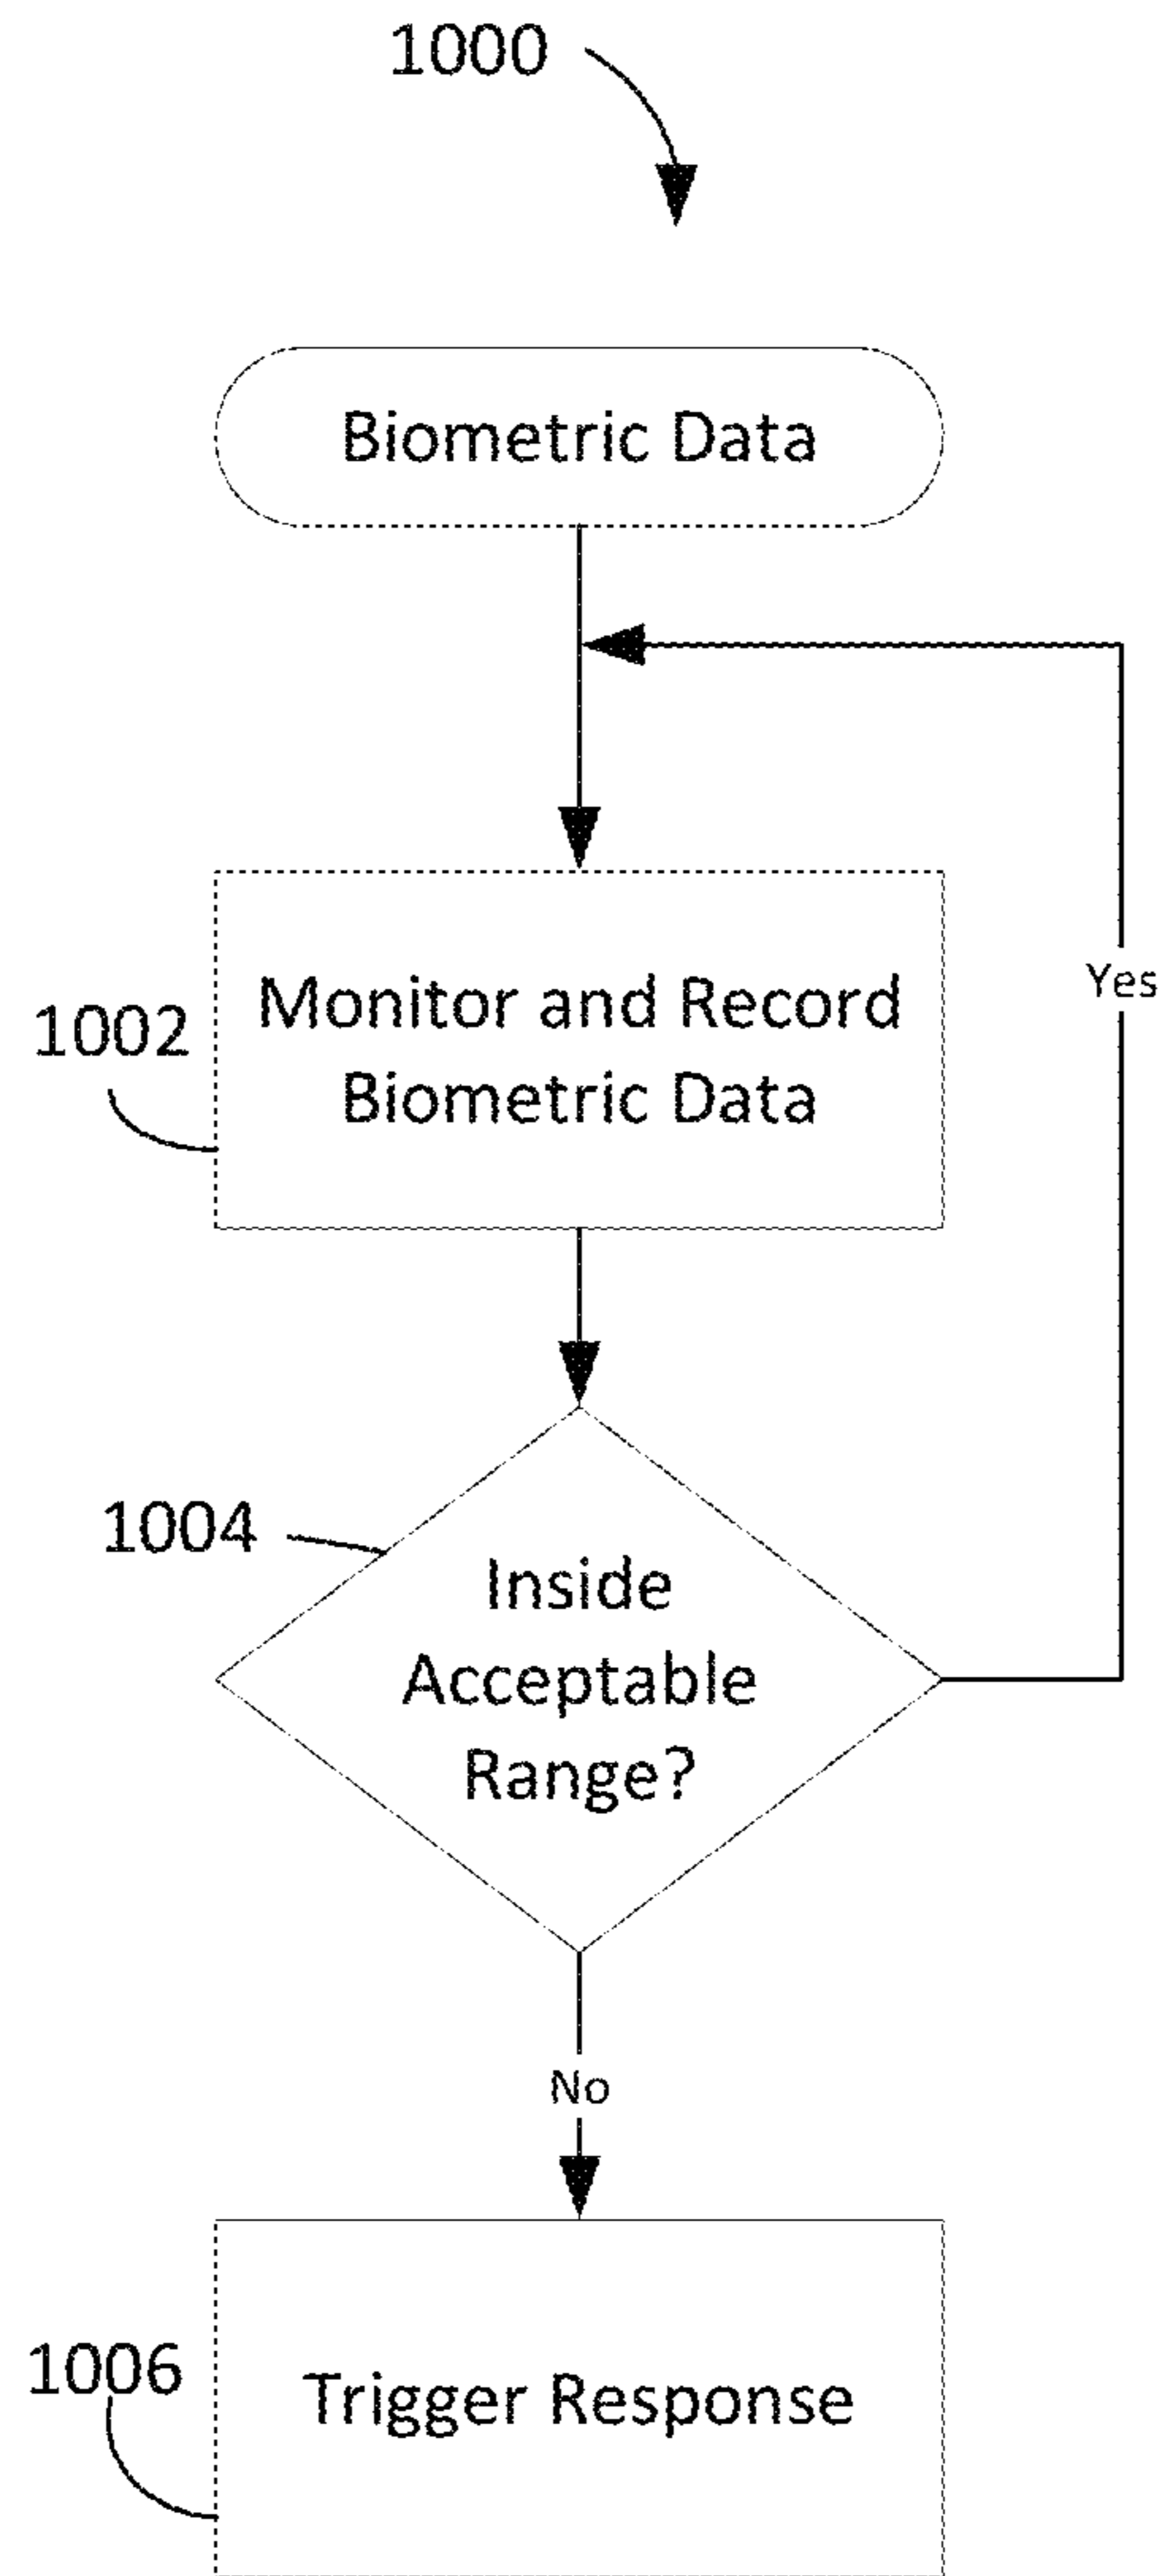 1000
Biometric Data
Monitor and Record
Biometric Data
1002
Yes
1004
Inside
Acceptable
Range?
No
1006
Trigger Response